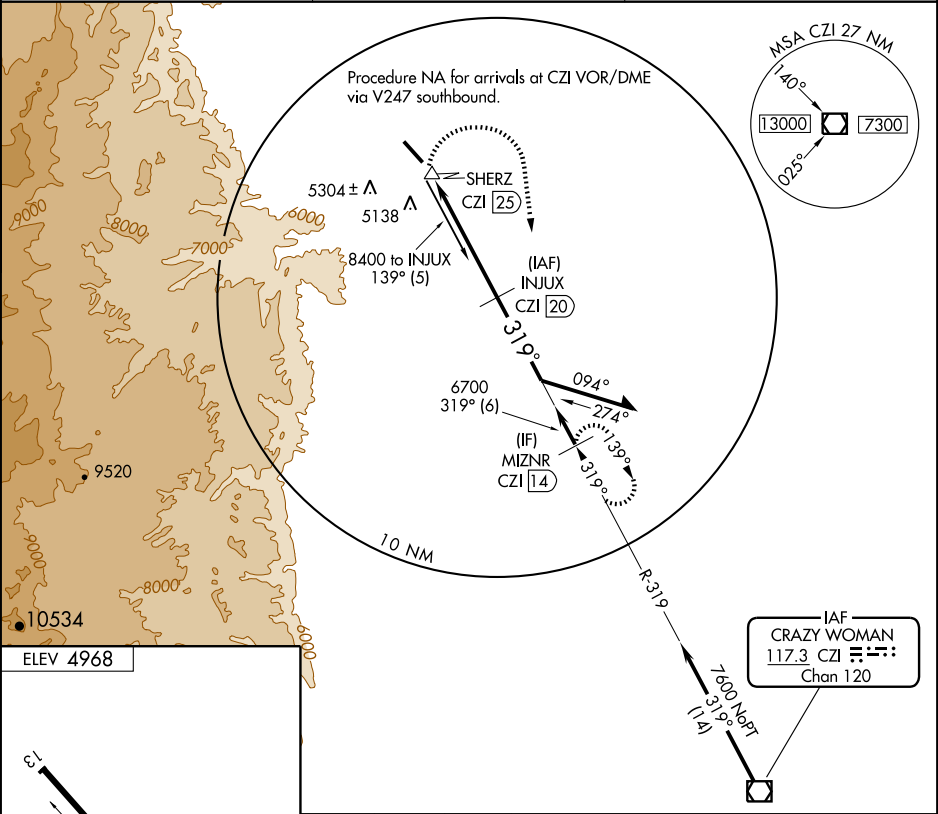 Procedure NA for arrivals at CZI VOR/DME
via V247 southbound.
MSA CZI 27 NM
140°
13000
7300
025°
SHERZ
CZI 25
5304 ±
5138
8400 to INJUX
139° (5)
(IAF)
INJUX
CZI 20
319°
6700
319° (6)
094°
274°
(IF)
MIZNR
CZI 14
139°
319°
10 NM
R-319
7600 NoPT
319°
(14)
IAF
CRAZY WOMAN
117.3 CZI
Chan 120
9000
8000
7000
6000
9520
9000
8000
10534
6000
ELEV 4968
13